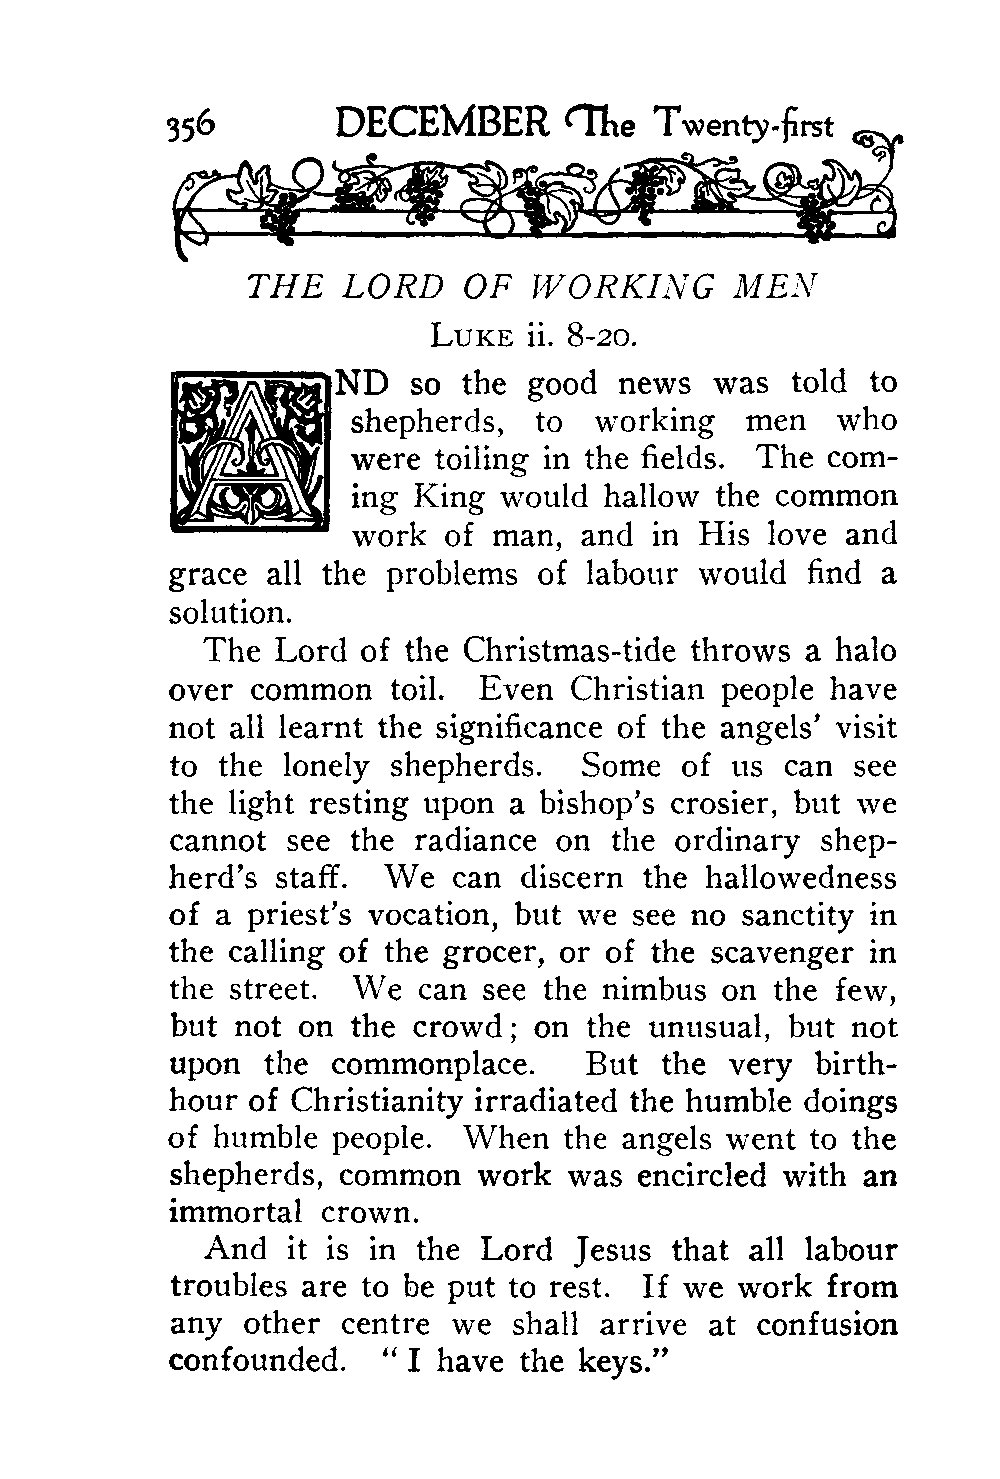 356 DECEMBER The Twenty-first
THE LORD OF WORKING MEN
LUKE ii. 8-20.
AND so the good news was told to
shepherds, to working men who
were toiling in the fields. The com-
ing King would hallow the common
work of man, and in His love and
grace all the problems of labour would find a
solution.
The Lord of the Christmas-tide throws a halo
over common toil. Even Christian people have
not all learnt the significance of the angels' visit
to the lonely shepherds. Some of us can see
the light resting upon a bishop's crosier, but we
cannot see the radiance on the ordinary shep-
herd's staff. We can discern the hallowedness
of a priest's vocation, but we see no sanctity in
the calling of the grocer, or of the scavenger in
the street. We can see the nimbus on the few,
but not on the crowd; on the unusual, but not
upon the commonplace. But the very birth-
hour of Christianity irradiated the humble doings
of humble people. When the angels went to the
shepherds, common work was encircled with an
immortal crown.
And it is in the Lord Jesus that all labour
troubles are to be put to rest. If we work from
any other centre we shall arrive at confusion
confounded. "I have the keys."